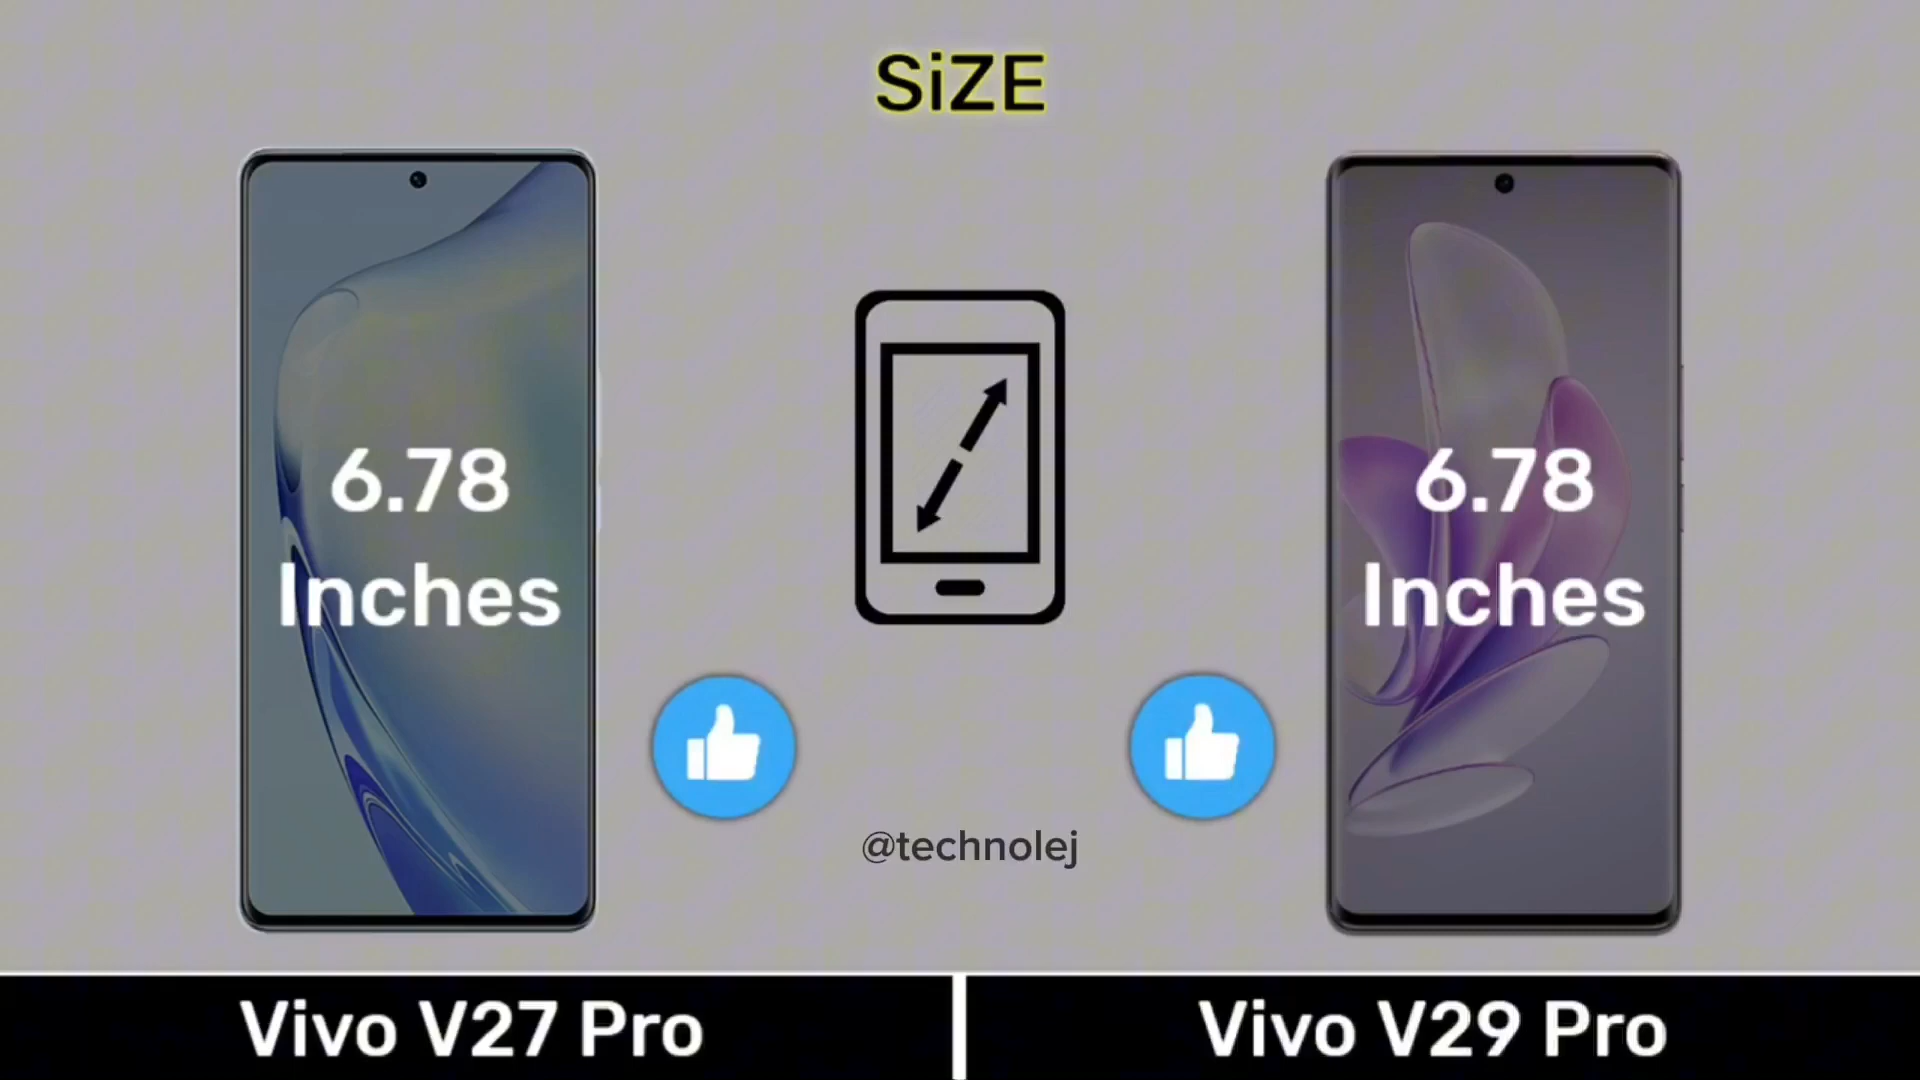 SiZE
6.78
Inches
6.78
Inches
@technolej
Vivo V27 Pro
Vivo V29 Pro